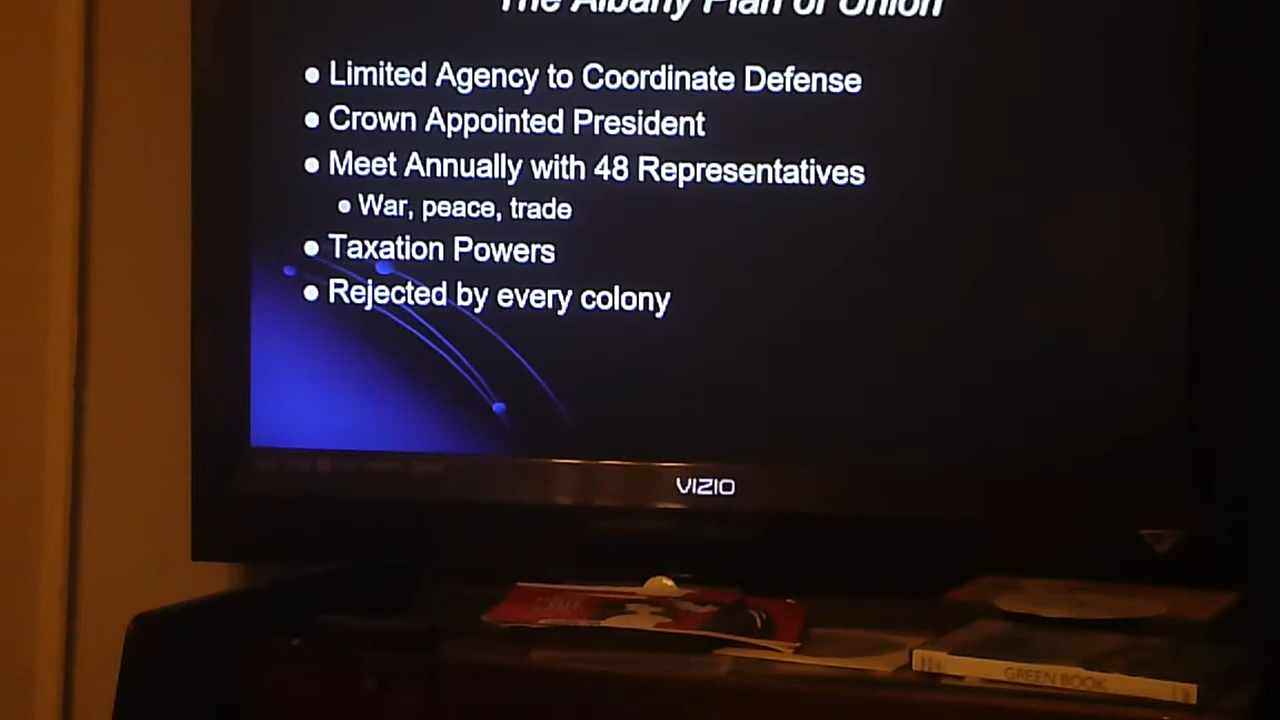 The Albany Plan of Union
● Limited Agency to Coordinate Defense
● Crown Appointed President
● Meet Annually with 48 Representatives
● War, peace, trade
● Taxation Powers
● Rejected by every colony
VIZIO
GREEN BOOK